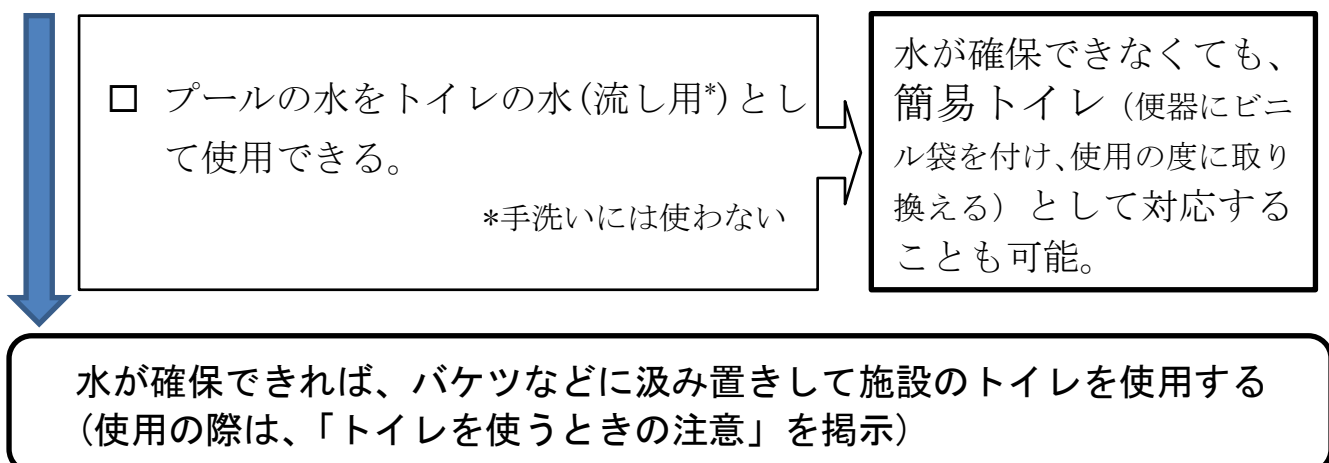 □ プールの水をトイレの水(流し用*)とし
て使用できる。
*手洗いには使わない
水が確保できなくても、
簡易トイレ（便器にビニ
ル袋を付け、使用の度に取り
換える）として対応する
ことも可能。
水が確保できれば、バケツなどに汲み置きして施設のトイレを使用する
（使用の際は、「トイレを使うときの注意」を掲示）